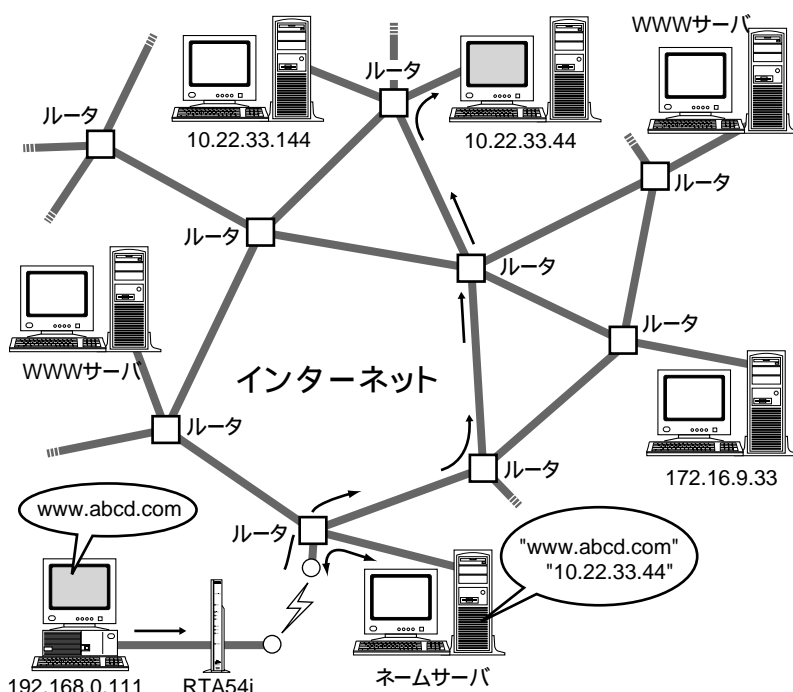 WWWサーバ
ルータ
ルータ
10.22.33.144
10.22.33.44
ルータ
ルータ
ルータ
ルータ
WWWサーバ
インターネット
ルータ
ルータ
172.16.9.33
www.abcd.com
ルータ
"www.abcd.com"
"10.22.33.44"
192.168.0.111
RTA54i
ネームサーバ